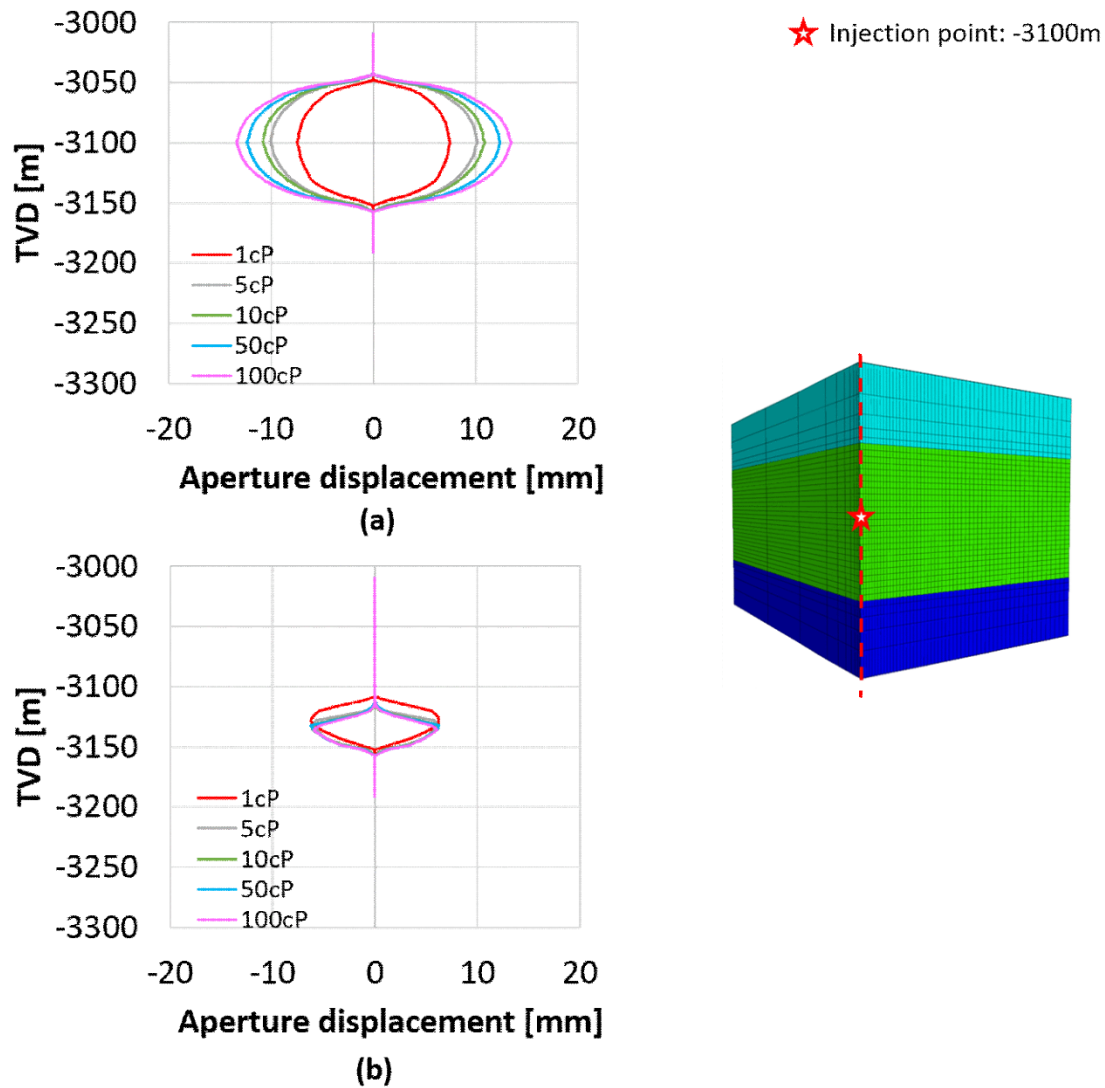 Injection point: -3100m
-3000
-3050
-3100
-3150
-3200
-3250
-3300
TVD [m]
1cP
5cP
10cP
50cP
100cP
-20 -10 0 10 20
Aperture displacement [mm]
(a)
-3000
-3050
-3100
-3150
-3200
-3250
-3300
TVD [m]
1cP
5cP
10cP
50cP
100cP
-20 -10 0 10 20
Aperture displacement [mm]
(b)